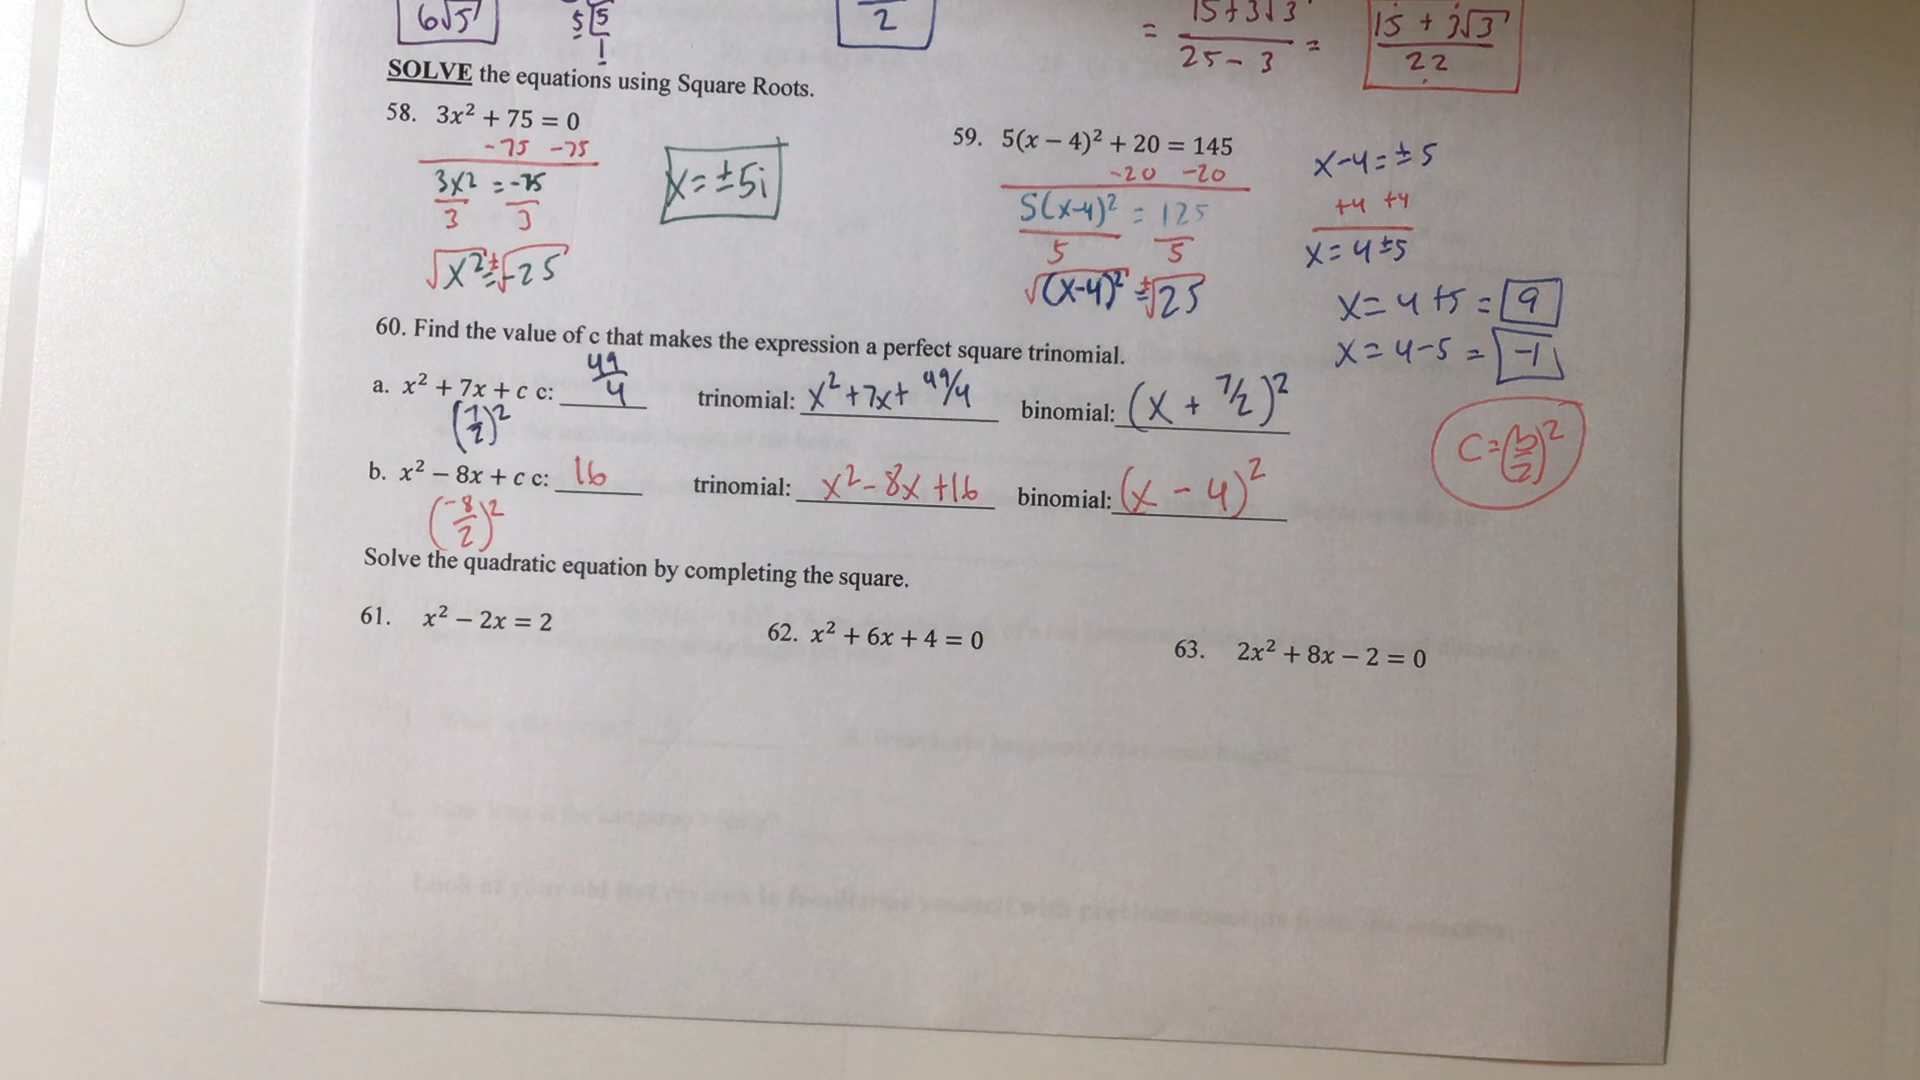 6√5 5√5 2 = 15+3√3 / 25-3 = 15+3√3 / 22
1
SOLVE the equations using Square Roots.
58. 3x² + 75 = 0
-75 -75
3x² = -75
3 3
√x² = ±√-25
x = ±5i
59. 5(x − 4)² + 20 = 145
-20 -20
5(x-4)² = 125
5 5
√(x-4)² = ±√25
x-4 = ±5
+4 +4
x = 4 ±5
x = 4 +5 = 9
x = 4-5 = -1
60. Find the value of c that makes the expression a perfect square trinomial.
a. x² + 7x + c c: 49/4 trinomial: x² +7x+ 49/4 binomial: (x + 7/2)²
(7/2)²
C = (b/2)²
b. x² − 8x + c c: 16 trinomial: x² - 8x +16 binomial: (x - 4)²
(-8/2)²
Solve the quadratic equation by completing the square.
61. x² − 2x = 2
62. x² + 6x + 4 = 0
63. 2x² + 8x − 2 = 0